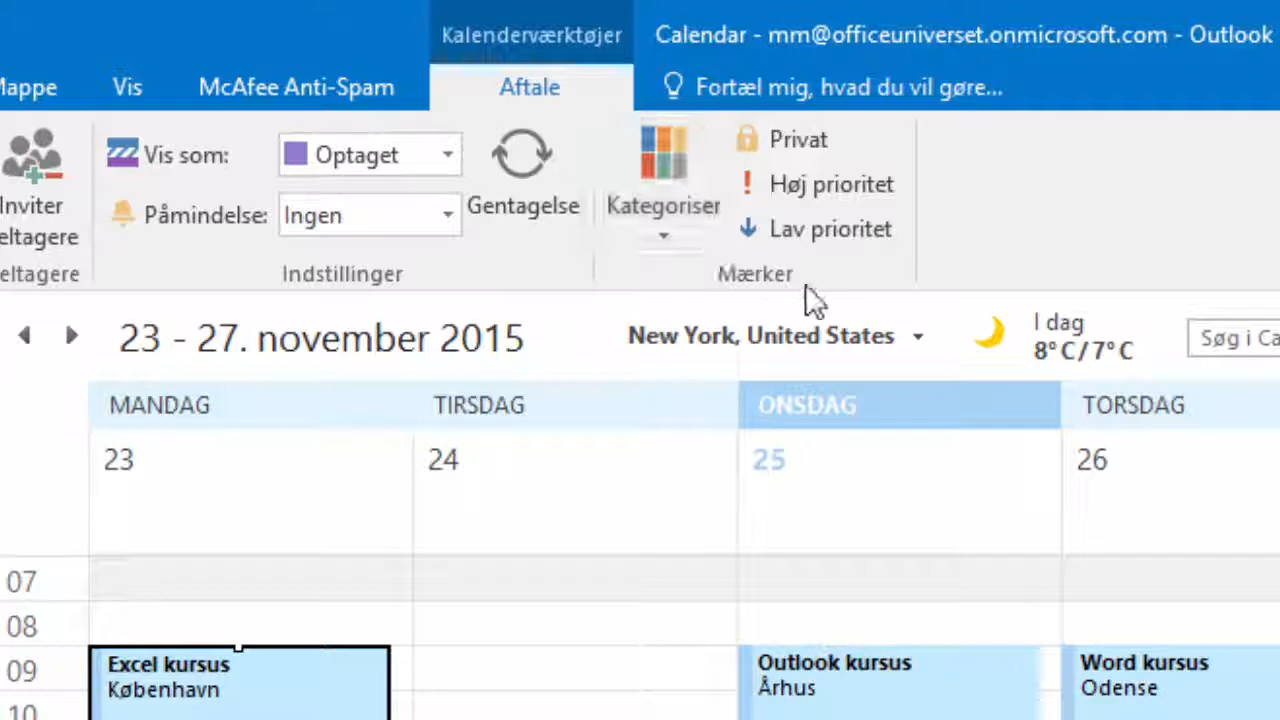 Kalenderværktøjer
Calendar - mm@officeuniverset.onmicrosoft.com - Outlook
Mappe Vis McAfee Anti-Spam Aftale Fortæl mig, hvad du vil gøre...
Inviter
eltagere
eltagere
Vis som: Optaget
Påmindelse: Ingen
Gentagelse
Indstillinger
Kategoriser
Privat
Høj prioritet
Lav prioritet
Mærker
23 - 27. november 2015
New York, United States
I dag
8°C/7°C
Søg i Ca
MANDAG TIRSDAG ONSDAG TORSDAG
23 24 25 26
07
08
09
10
Excel kursus
København
Outlook kursus
Århus
Word kursus
Odense